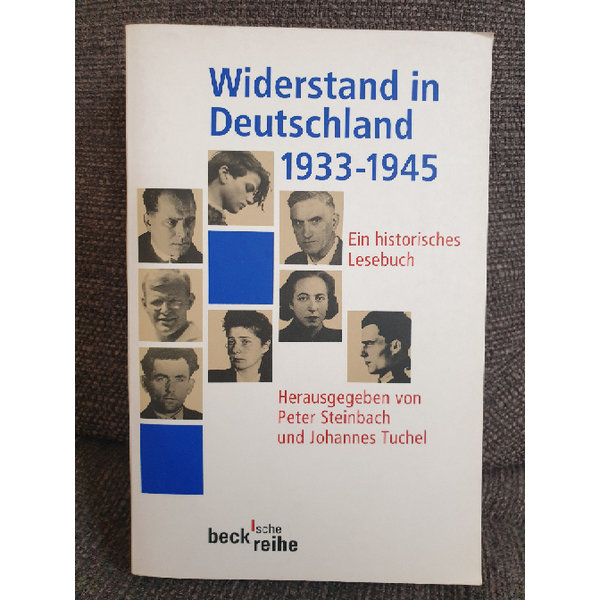 Widerstand in
Deutschland
1933-1945
Ein historisches
Lesebuch
Herausgegeben von
Peter Steinbach
und Johannes Tuchel
beck'sche
reihe